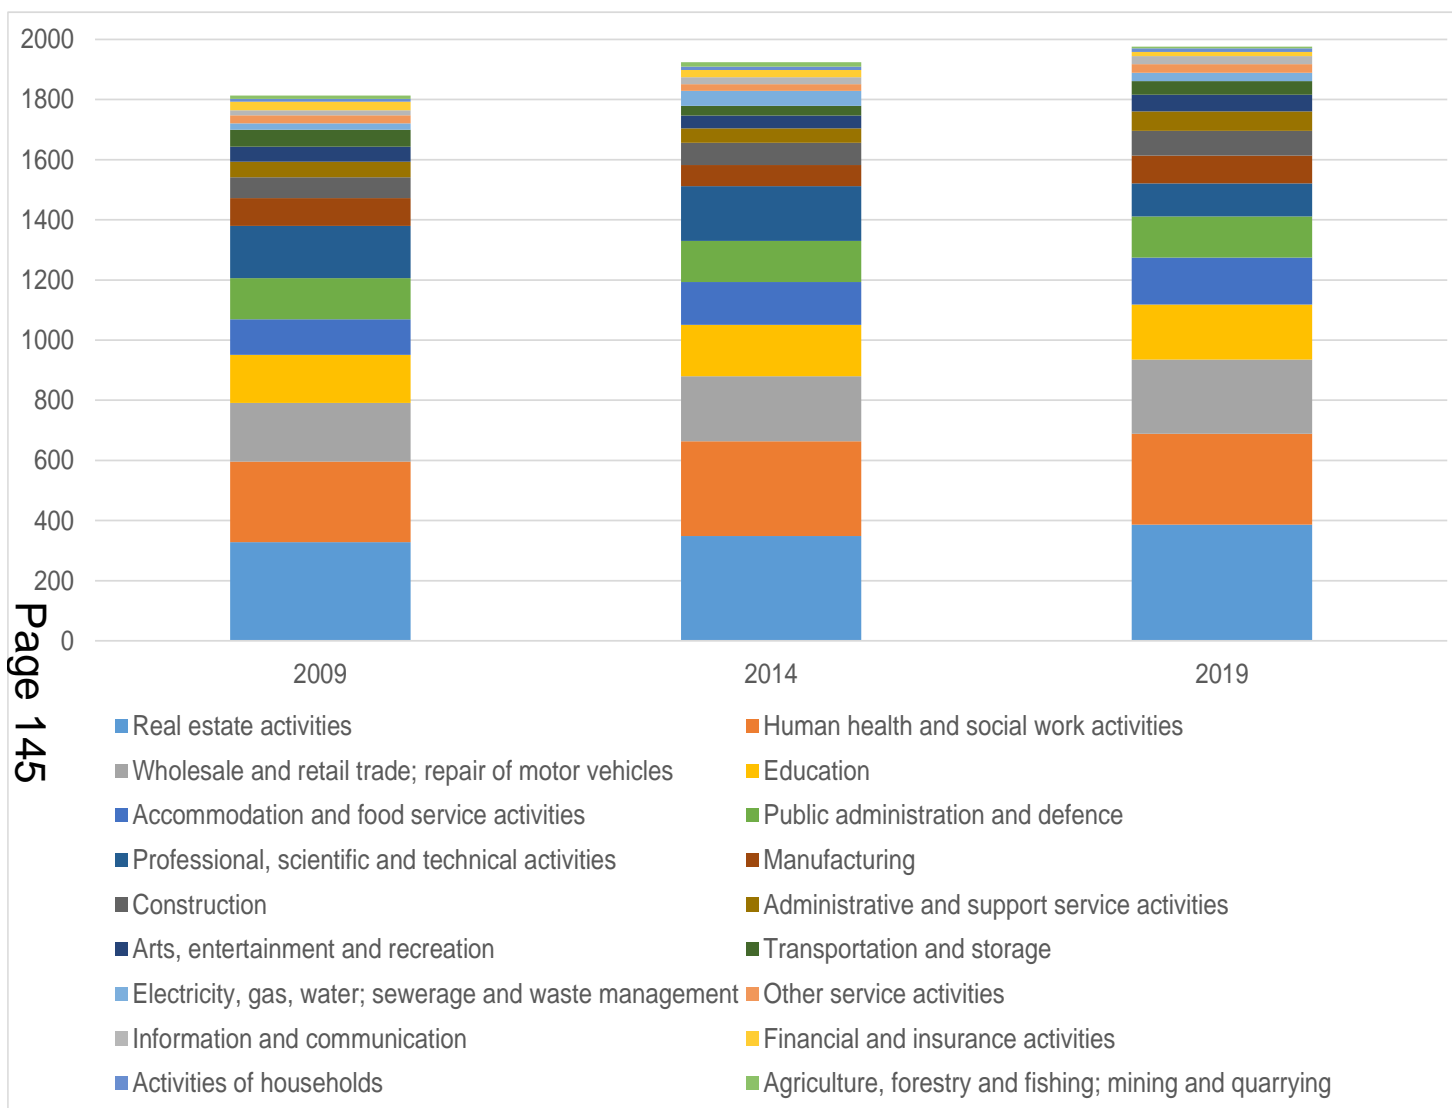 2000
1800
1600
1400
1200
1000
800
600
400
200
0
2009 2014 2019
Page 145
Real estate activities Human health and social work activities
Wholesale and retail trade; repair of motor vehicles Education
Accommodation and food service activities Public administration and defence
Professional, scientific and technical activities Manufacturing
Construction Administrative and support service activities
Arts, entertainment and recreation Transportation and storage
Electricity, gas, water; sewerage and waste management Other service activities
Information and communication Financial and insurance activities
Activities of households Agriculture, forestry and fishing; mining and quarrying